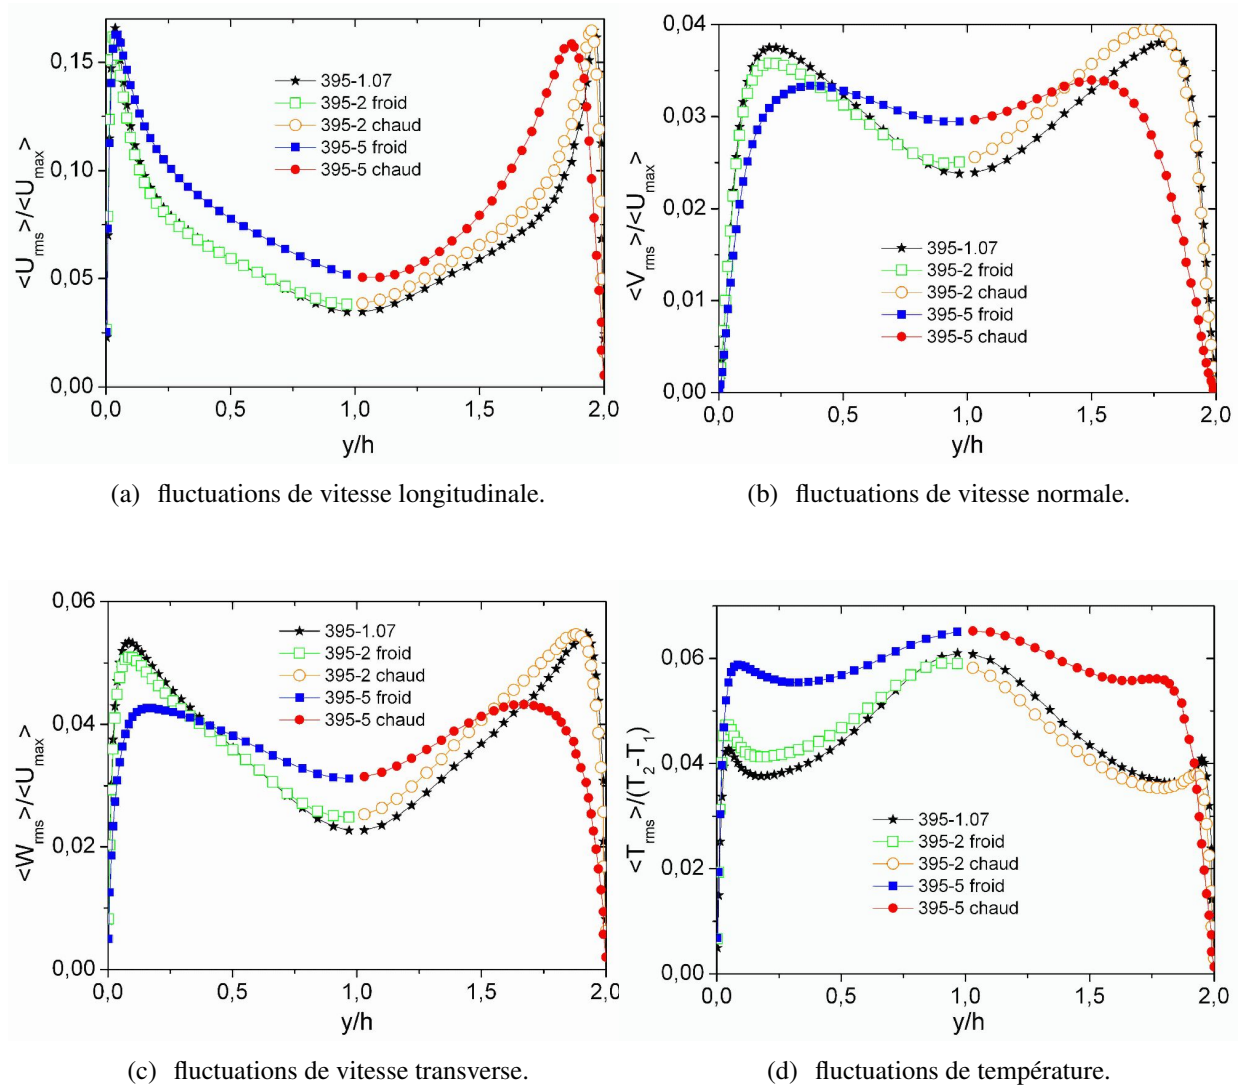 0,15
0,10
0,05
0,00
<U_rms>/<U_max>
395-1.07
395-2 froid
395-2 chaud
395-5 froid
395-5 chaud
0,0 0,5 1,0 1,5 2,0
y/h
(a) fluctuations de vitesse longitudinale.
0,04
0,03
0,01
0,00
<V_rms>/<U_max>
395-1.07
395-2 froid
395-2 chaud
395-5 froid
395-5 chaud
0,0 0,5 1,0 1,5 2,0
y/h
(b) fluctuations de vitesse normale.
0,06
0,04
0,02
0,00
<W_rms>/<U_max>
395-1.07
395-2 froid
395-2 chaud
395-5 froid
395-5 chaud
0,0 0,5 1,0 1,5 2,0
y/h
(c) fluctuations de vitesse transverse.
0,06
0,04
0,02
0,00
<T_rms>/(T_2-T_1)
395-1.07
395-2 froid
395-2 chaud
395-5 froid
395-5 chaud
0,0 0,5 1,0 1,5 2,0
y/h
(d) fluctuations de température.